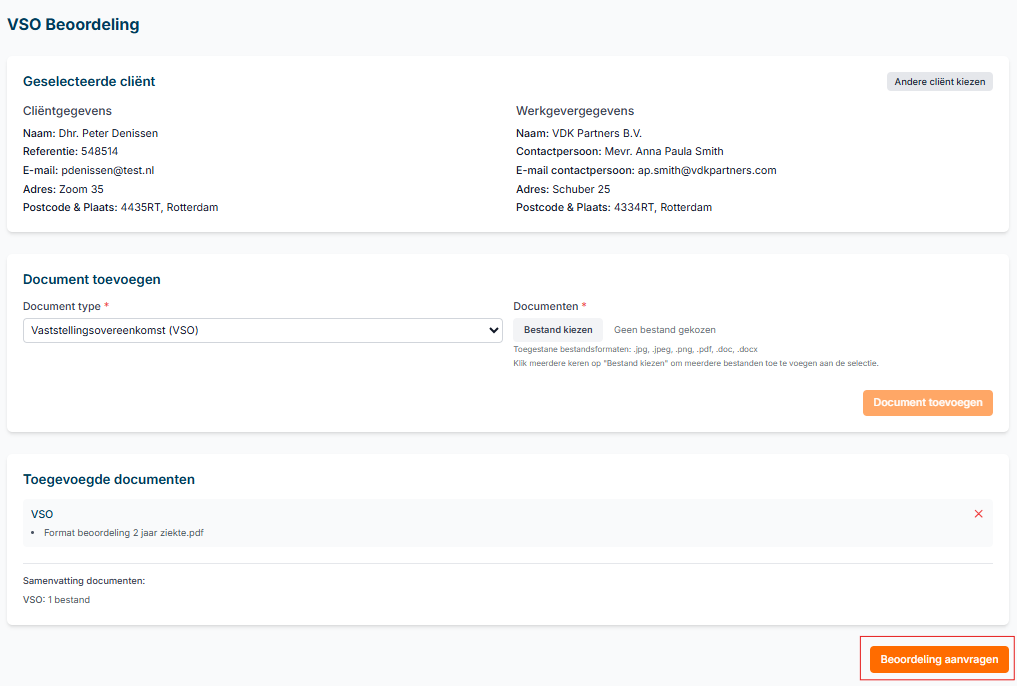 VSO Beoordeling
Geselecteerde cliënt
Andere cliënt kiezen
Cliëntgegevens
Naam: Dhr. Peter Denissen
Referentie: 548514
E-mail: pdenissen@test.nl
Adres: Zoom 35
Postcode & Plaats: 4435RT, Rotterdam
Werkgevergegevens
Naam: VDK Partners B.V.
Contactpersoon: Mevr. Anna Paula Smith
E-mail contactpersoon: ap.smith@vdkpartners.com
Adres: Schuber 25
Postcode & Plaats: 4334RT, Rotterdam
Document toevoegen
Document type *
Vaststellingsovereenkomst (VSO)
Documenten *
Bestand kiezen Geen bestand gekozen
Toegestane bestandsformaten: .jpg, .jpeg, .png, .pdf, .doc, .docx
Klik meerdere keren op "Bestand kiezen" om meerdere bestanden toe te voegen aan de selectie.
Document toevoegen
Toegevoegde documenten
VSO
• Format beoordeling 2 jaar ziekte.pdf
Samenvatting documenten:
VSO: 1 bestand
Beoordeling aanvragen